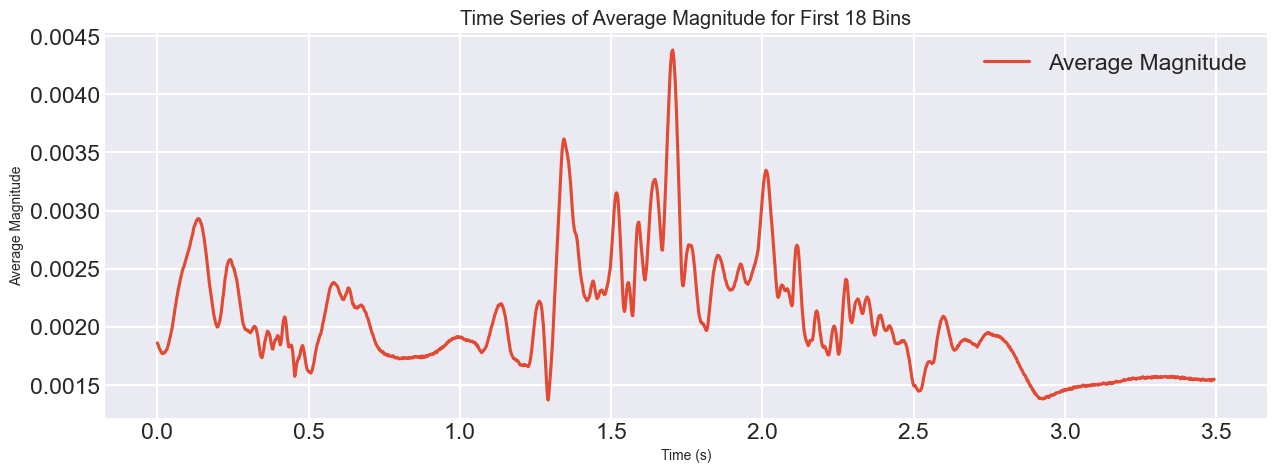 Time Series of Average Magnitude for First 18 Bins
Average Magnitude
0.0045
0.0040
0.0035
0.0030
0.0025
0.0020
0.0015
Average Magnitude
0.0 0.5 1.0 1.5 2.0 2.5 3.0 3.5
Time (s)